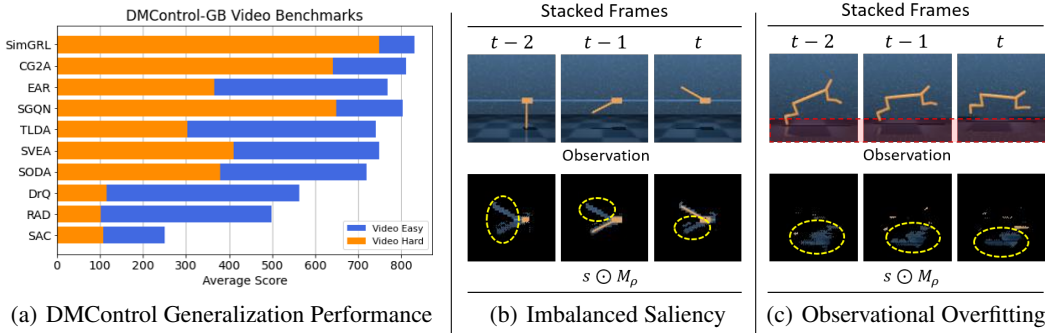 DMControl-GB Video Benchmarks
SimGRL
CG2A
EAR
SGQN
TLDA
SVEA
SODA
DrQ
RAD
SAC
Video Easy
Video Hard
0 100 200 300 400 500 600 700 800
Average Score
(a) DMControl Generalization Performance
Stacked Frames
t − 2 t − 1 t
Observation
s ⊙ Mρ
(b) Imbalanced Saliency
Stacked Frames
t − 2 t − 1 t
Observation
s ⊙ Mρ
(c) Observational Overfitting